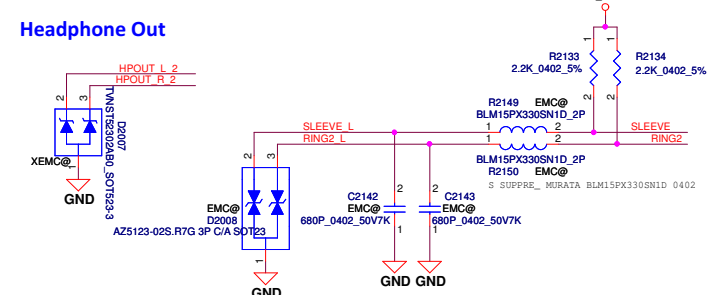 Headphone Out
HPOUT_L_2
HPOUT_R_2
2
3
D2007
TVNST52302AB0_SOT523-3
XEMC@
1
GND
1
1
R2133
2.2K_0402_5%
R2134
2.2K_0402_5%
2
2
R2149 EMC@
BLM15PX330SN1D_2P
SLEEVE_L
1
2
SLEEVE
RING2_L
1
2
RING2
BLM15PX330SN1D_2P
R2150 EMC@
S SUPPRE_ MURATA BLM15PX330SN1D 0402
2
3
EMC@
D2008
AZ5123-02S.R7G 3P C/A SOT23
1
GND
2
C2142
EMC@
680P_0402_50V7K
1
GND
2
C2143
EMC@
680P_0402_50V7K
1
GND